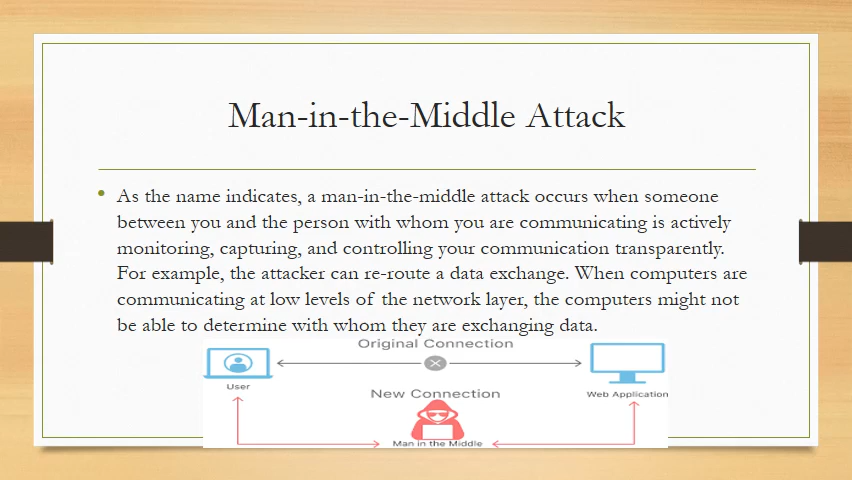 Man-in-the-Middle Attack
• As the name indicates, a man-in-the-middle attack occurs when someone
between you and the person with whom you are communicating is actively
monitoring, capturing, and controlling your communication transparently.
For example, the attacker can re-route a data exchange. When computers are
communicating at low levels of the network layer, the computers might not
be able to determine with whom they are exchanging data.
Original Connection
User
Web Application
New Connection
Man in the Middle